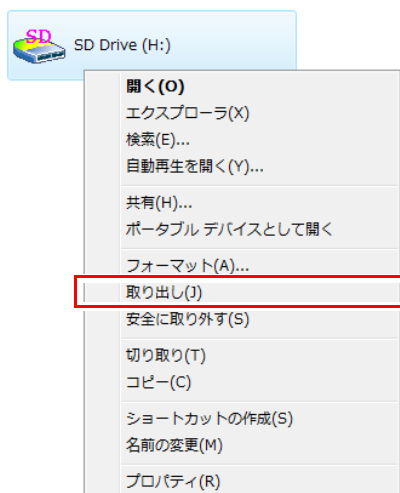 SD
SD Drive (H:)
開く(O)
エクスプローラ(X)
検索(E)...
自動再生を開く(Y)...
共有(H)...
ポータブル デバイスとして開く
フォーマット(A)...
取り出し(J)
安全に取り外す(S)
切り取り(T)
コピー(C)
ショートカットの作成(S)
名前の変更(M)
プロパティ(R)